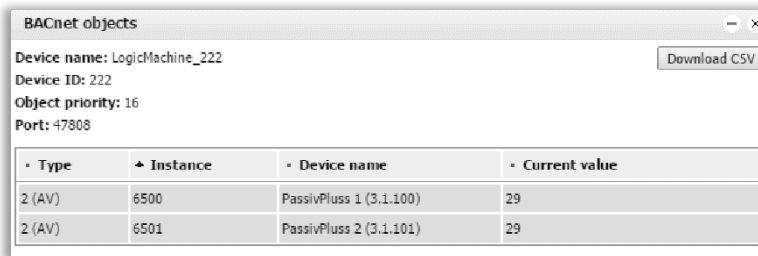 BACnet objects
Device name: LogicMachine_222
Download CSV
Device ID: 222
Object priority: 16
Port: 47808
Type Instance Device name Current value
2 (AV) 6500 PassivPluss 1 (3.1.100) 29
2 (AV) 6501 PassivPluss 2 (3.1.101) 29